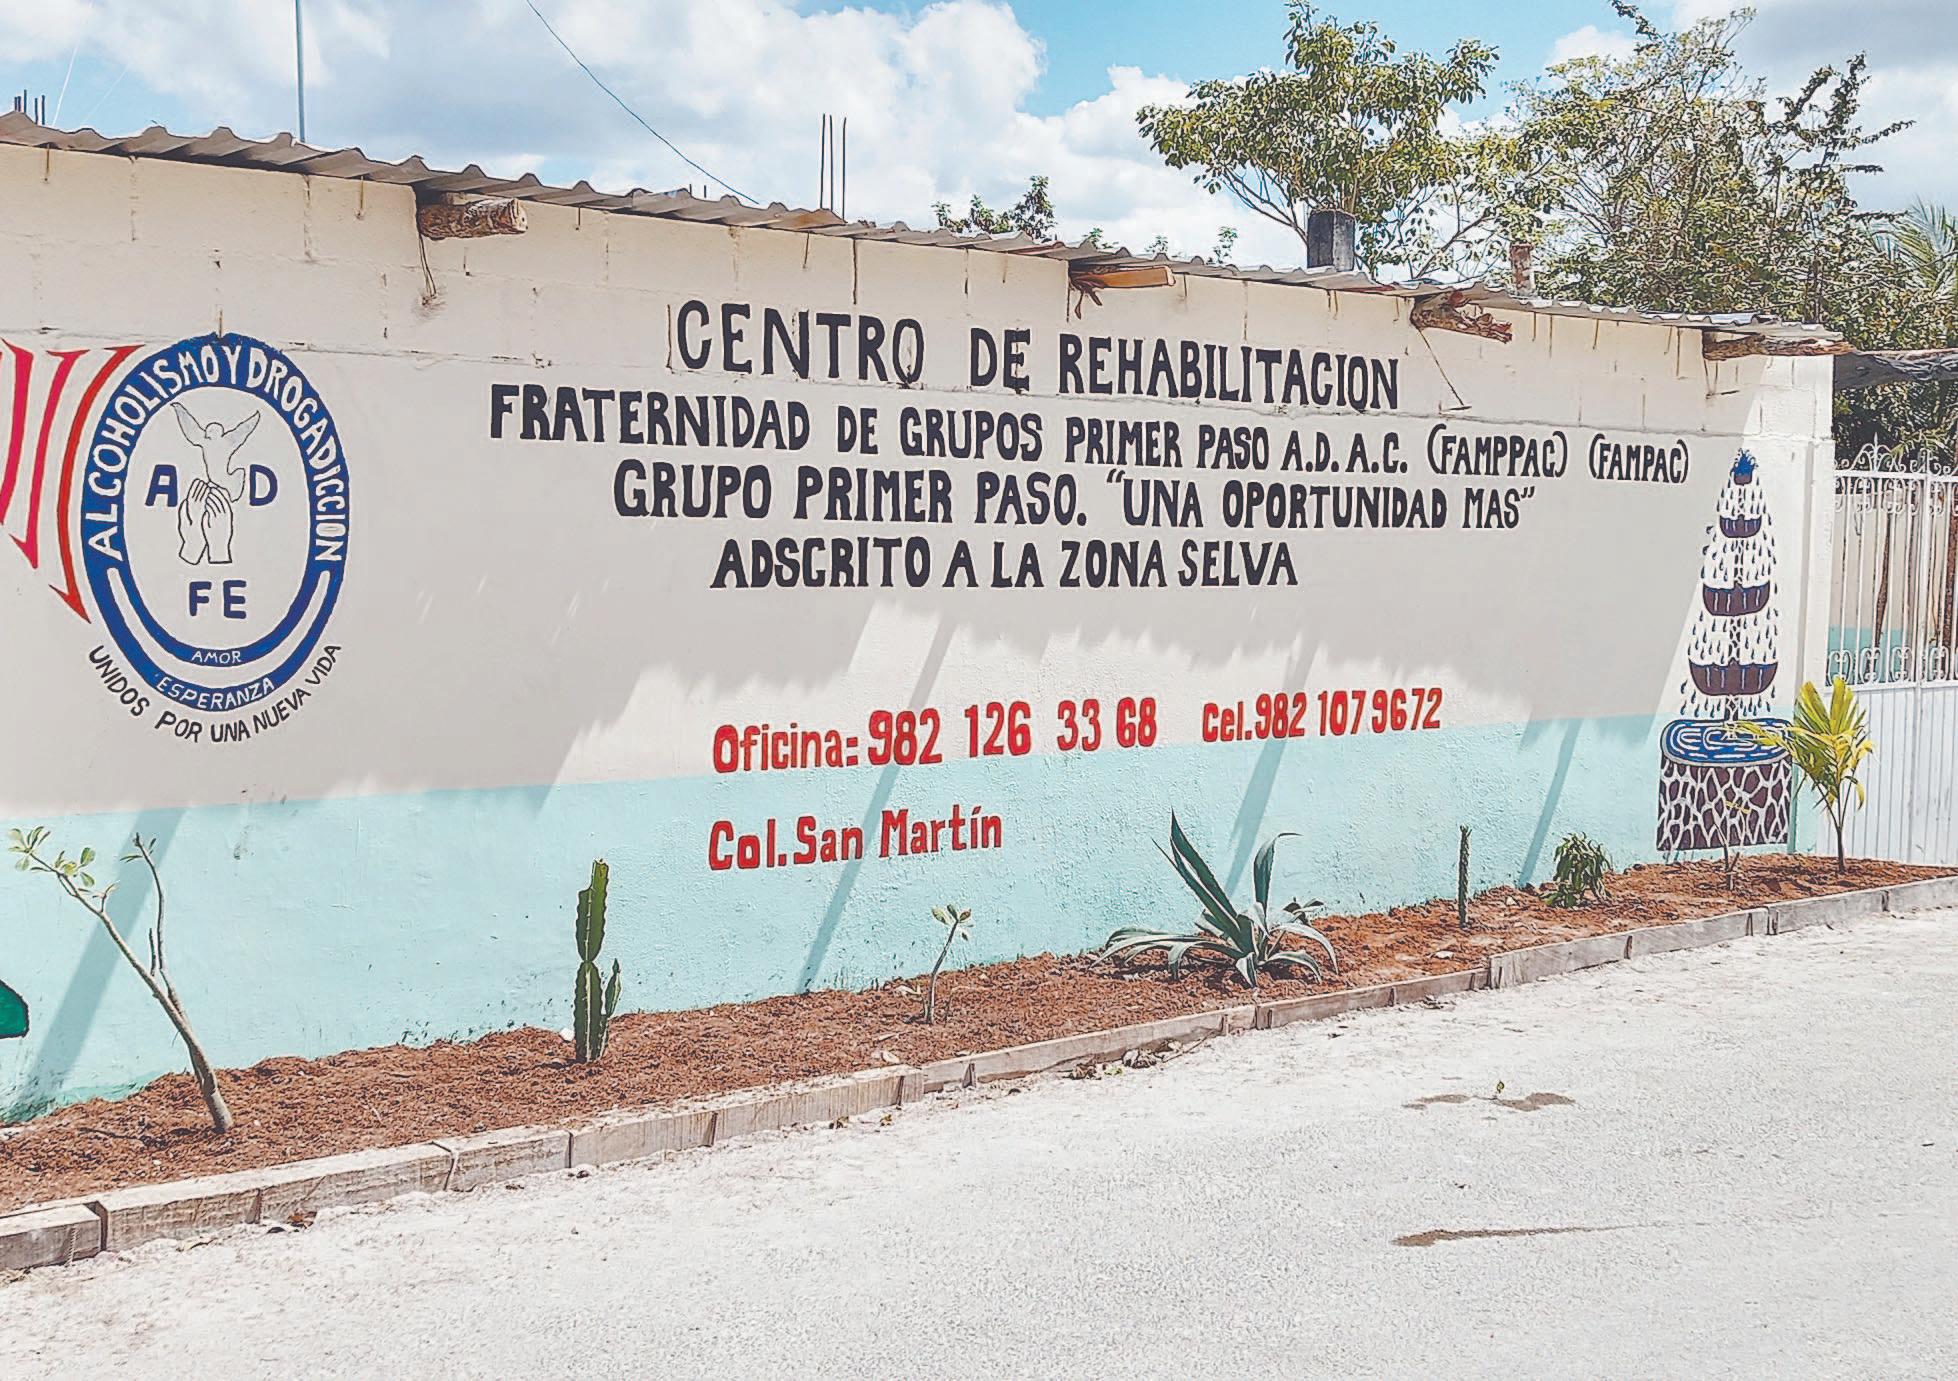 ALCOHOLISMO Y DROGADICCION
A D
FE
AMOR
ESPERANZA
UNIDOS POR UNA NUEVA VIDA
CENTRO DE REHABILITACION
FRATERNIDAD DE GRUPOS PRIMER PASO A.D.A.C. (FAMPPAC) (FAMPAC)
GRUPO PRIMER PASO. "UNA OPORTUNIDAD MAS"
ADSCRITO A LA ZONA SELVA
Oficina: 982 126 33 68 Cel. 982 107 9672
Col. San Martín